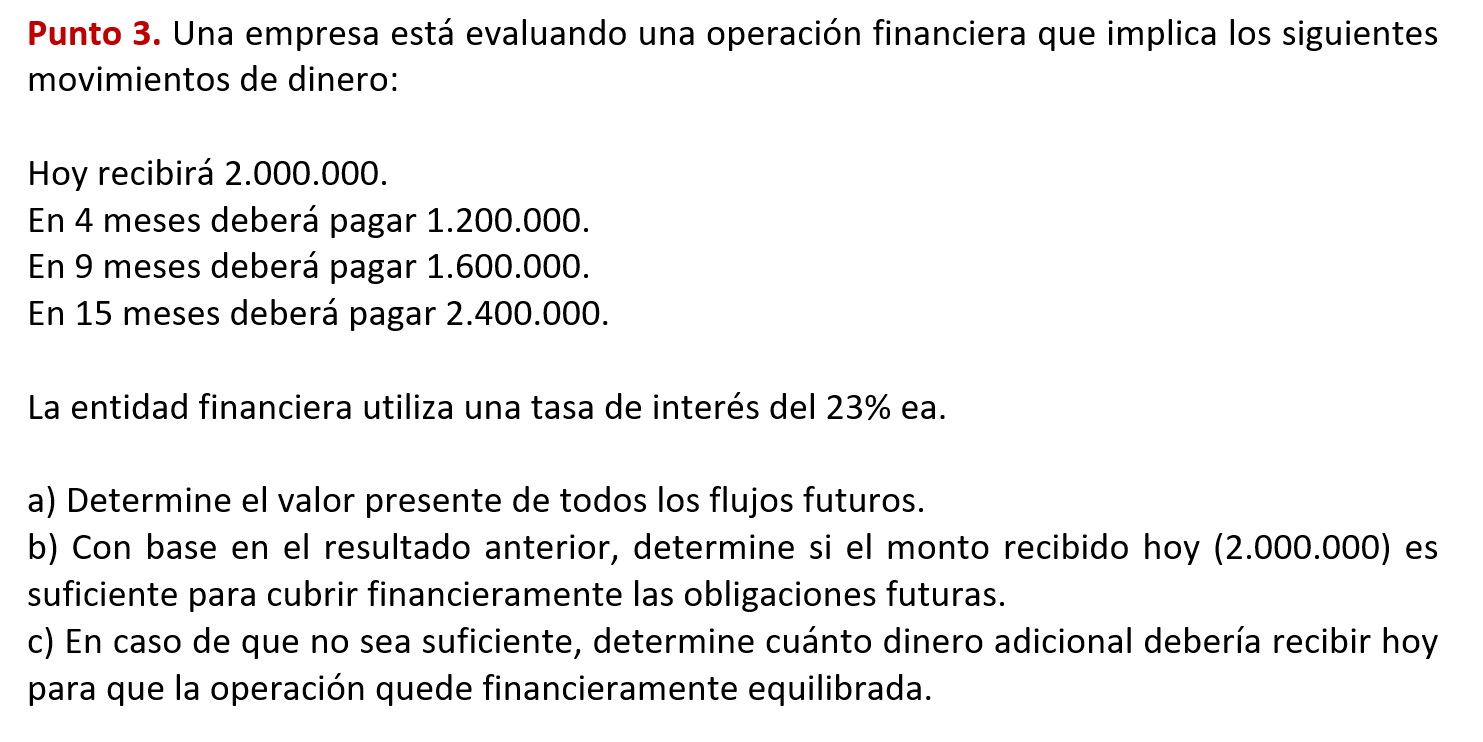 Punto 3. Una empresa está evaluando una operación financiera que implica los siguientes
movimientos de dinero:
Hoy recibirá 2.000.000.
En 4 meses deberá pagar 1.200.000.
En 9 meses deberá pagar 1.600.000.
En 15 meses deberá pagar 2.400.000.
La entidad financiera utiliza una tasa de interés del 23% ea.
a) Determine el valor presente de todos los flujos futuros.
b) Con base en el resultado anterior, determine si el monto recibido hoy (2.000.000) es
suficiente para cubrir financieramente las obligaciones futuras.
c) En caso de que no sea suficiente, determine cuánto dinero adicional debería recibir hoy
para que la operación quede financieramente equilibrada.